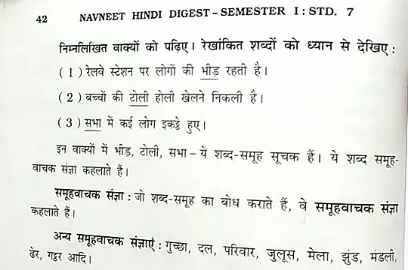 42 NAVNEET HINDI DIGEST – SEMESTER I : STD. 7
निम्नलिखित वाक्यों को पढ़िए। रेखांकित शब्दों को ध्यान से देखिए :
( 1 ) रेलवे स्टेशन पर लोगों की भीड़ रहती है।
( 2 ) बच्चों की टोली होली खेलने निकली है।
( 3 ) सभा में कई लोग इकट्ठे हुए।
इन वाक्यों में भीड़, टोली, सभा – ये शब्द-समूह सूचक हैं। ये शब्द समूह-
वाचक संज्ञा कहलाते हैं।
समूहवाचक संज्ञा : जो शब्द-समूह का बोध कराते हैं, वे समूहवाचक संज्ञा
कहलाते हैं।
अन्य समूहवाचक संज्ञाएँ : गुच्छा, दल, परिवार, जुलूस, मेला, झुंड, मंडली,
ढेर, गट्ठर आदि।